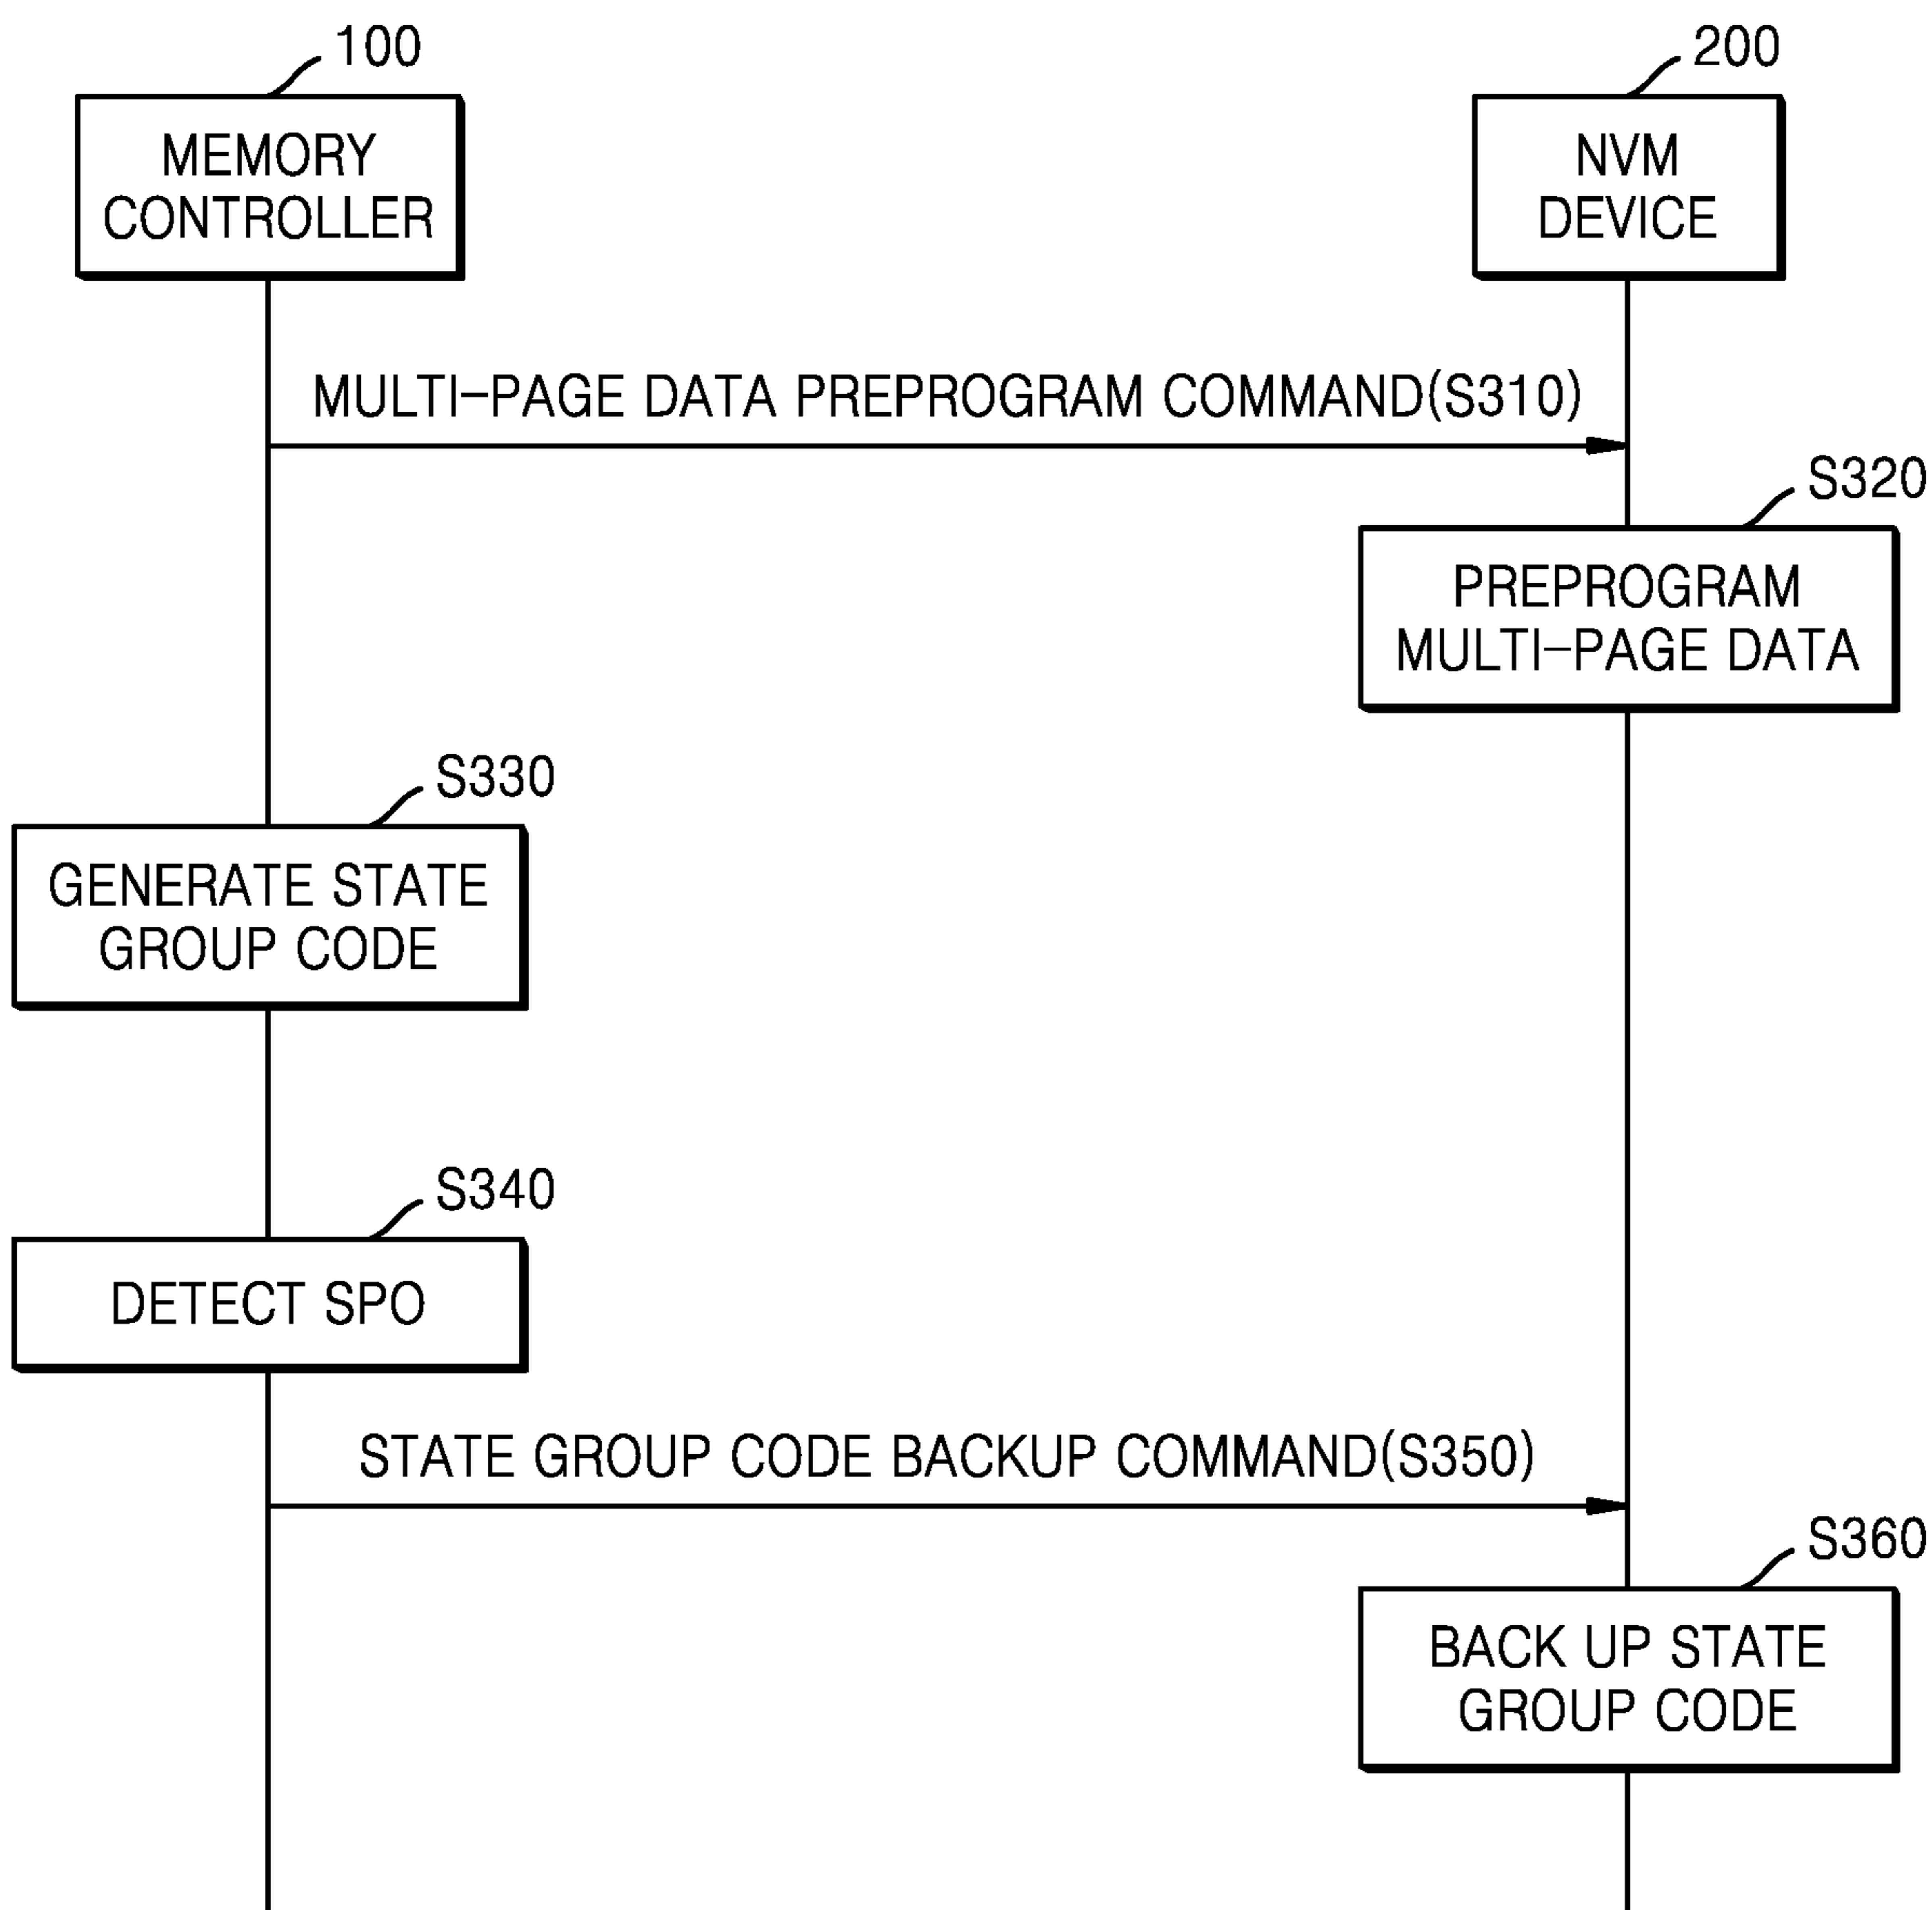 100
200
MEMORY
CONTROLLER
NVM
DEVICE
MULTI-PAGE DATA PREPROGRAM COMMAND(S310)
S320
PREPROGRAM
MULTI-PAGE DATA
S330
GENERATE STATE
GROUP CODE
S340
DETECT SPO
STATE GROUP CODE BACKUP COMMAND(S350)
S360
BACK UP STATE
GROUP CODE